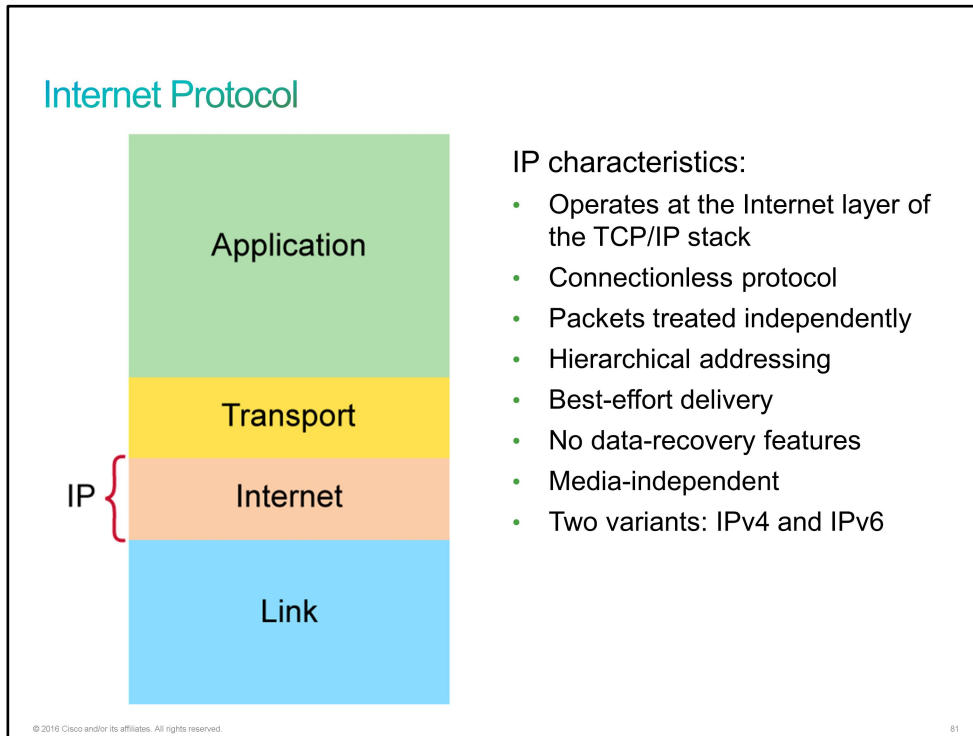 Internet Protocol
Application
Transport
IP
Internet
Link
IP characteristics:
• Operates at the Internet layer of
the TCP/IP stack
• Connectionless protocol
• Packets treated independently
• Hierarchical addressing
• Best-effort delivery
• No data-recovery features
• Media-independent
• Two variants: IPv4 and IPv6
© 2016 Cisco and/or its affiliates. All rights reserved.
81